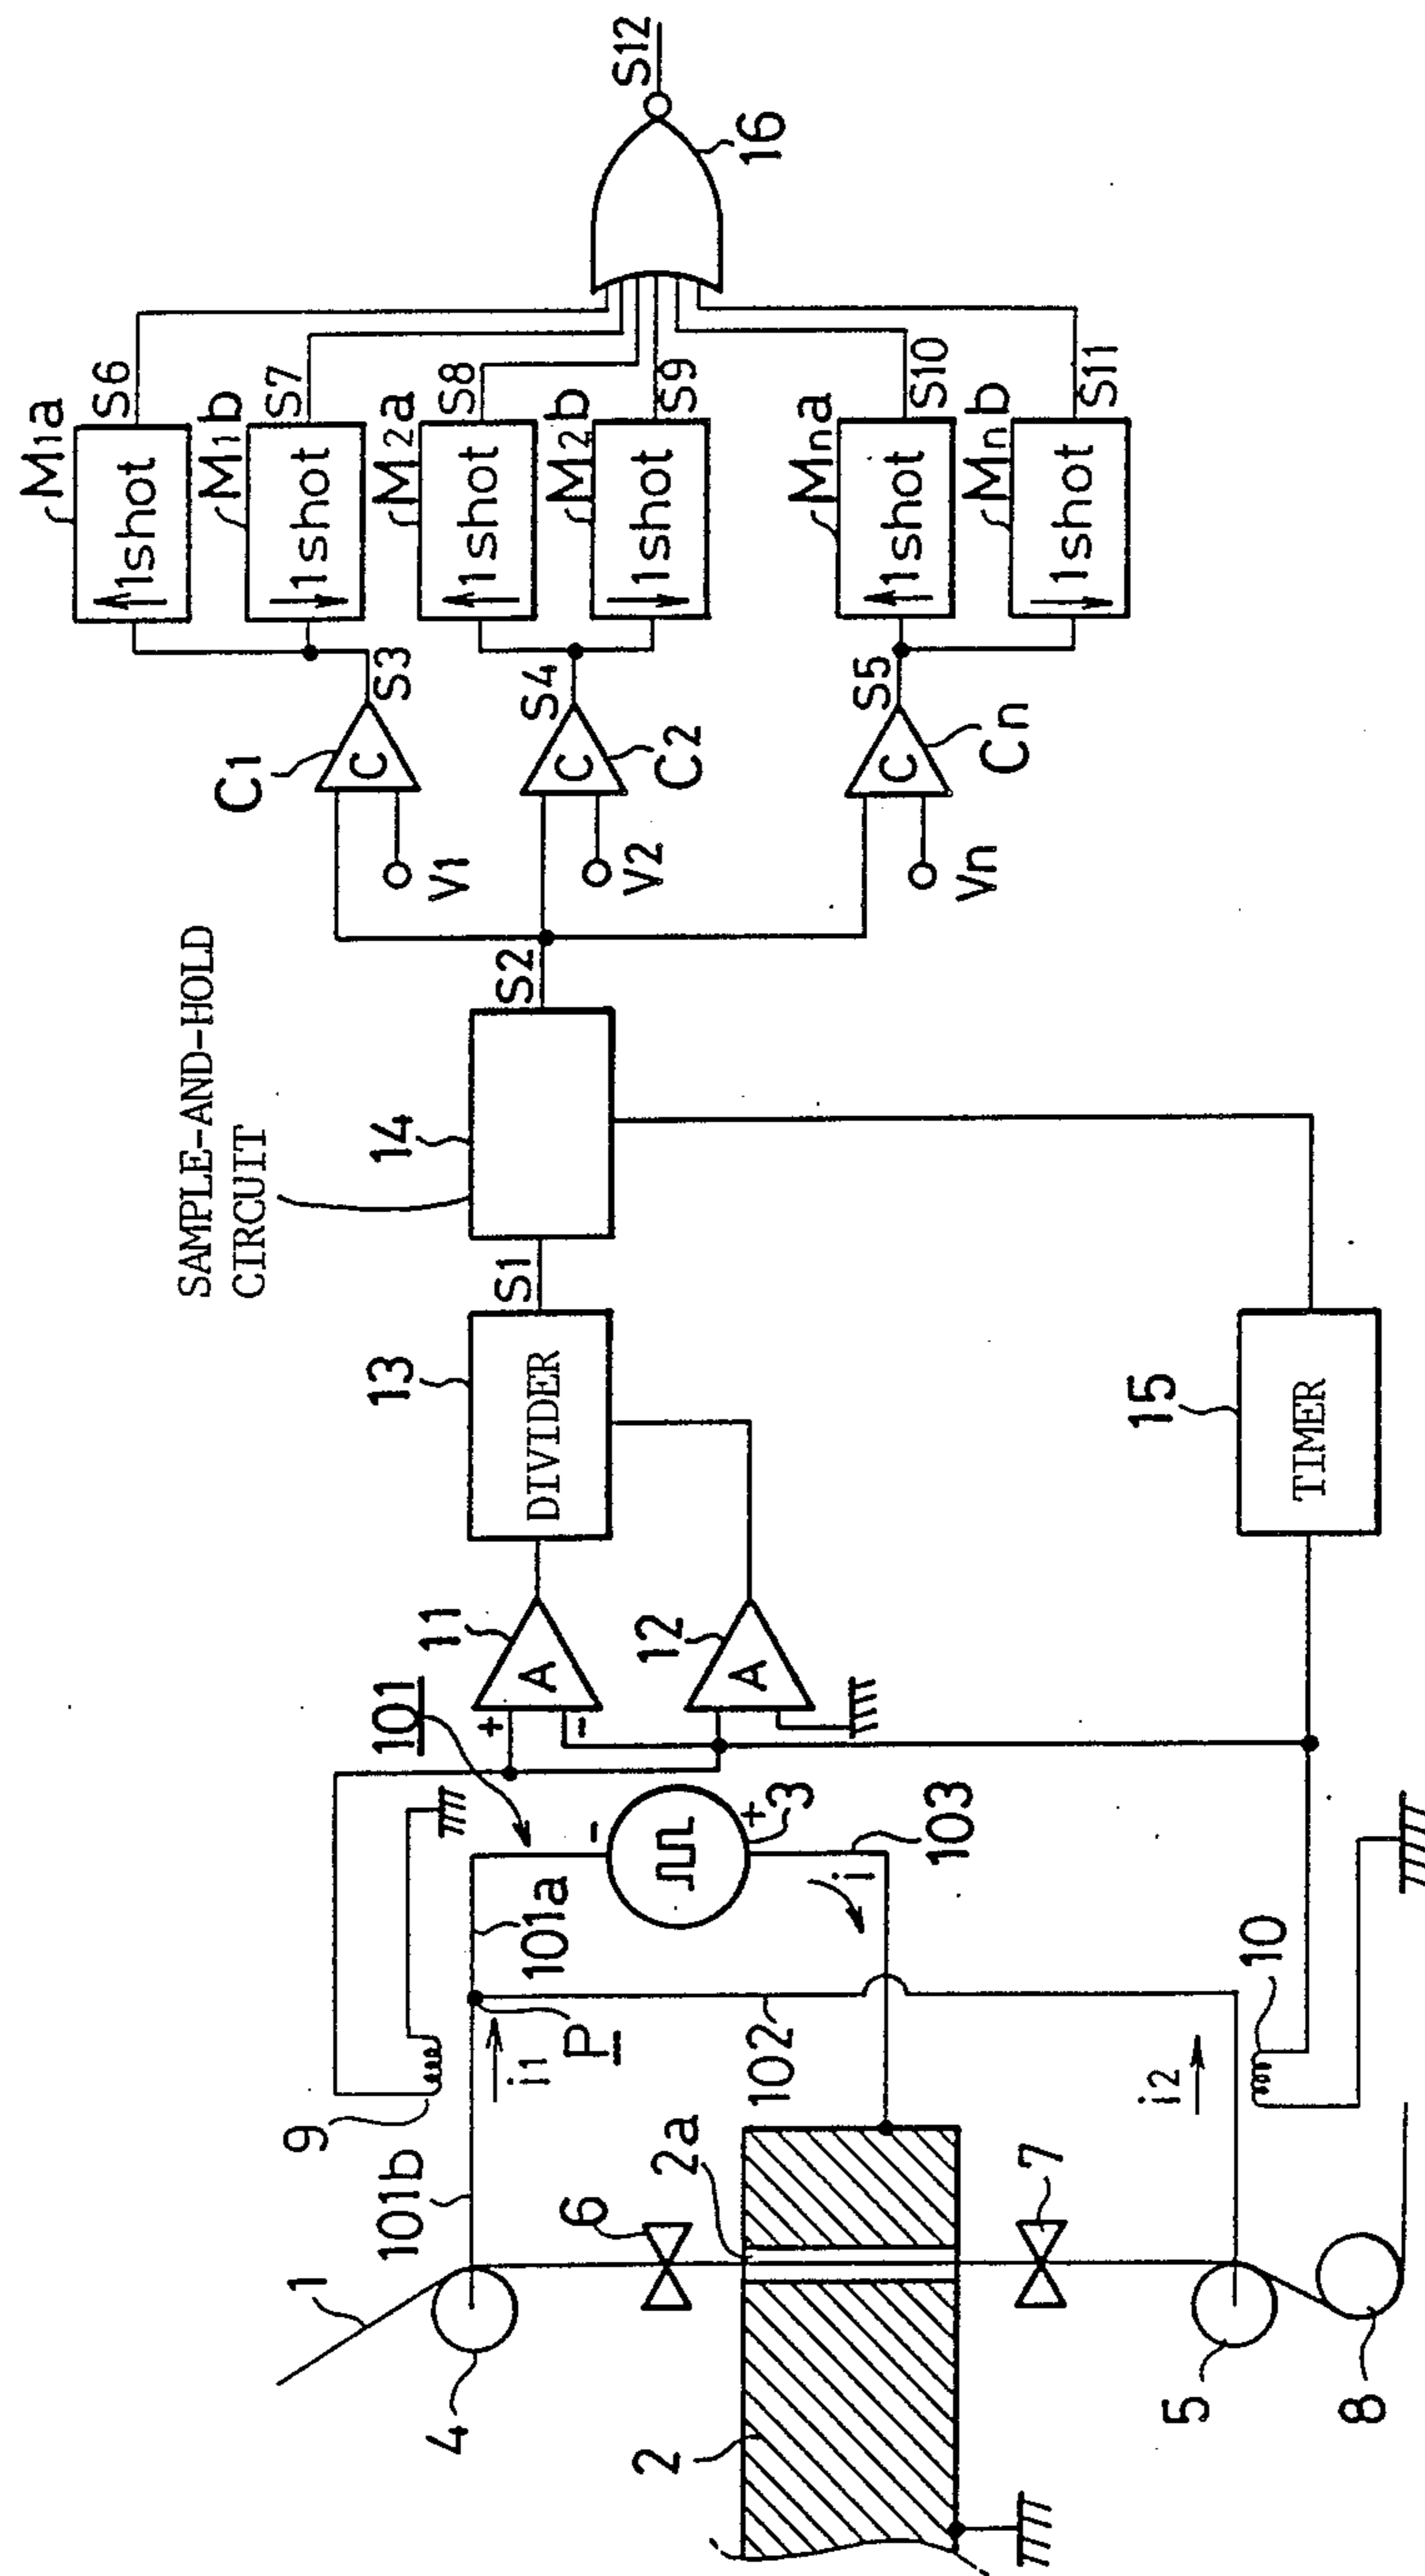 S12
16
M1a
S6
1shot
M1b
S7
1shot
M2a
S8
1shot
M2b
S9
1shot
Mna
S10
1shot
Mnb
S11
1shot
C1
C
S3
V1
C2
C
S4
V2
Cn
C
S5
Vn
SAMPLE-AND-HOLD
CIRCUIT
14
S2
S1
13
DIVIDER
15
TIMER
11
A
+
-
12
A
101
101a
-
3
+
i
103
P
i1
102
i2
10
9
101b
6
2a
7
1
4
2
5
8